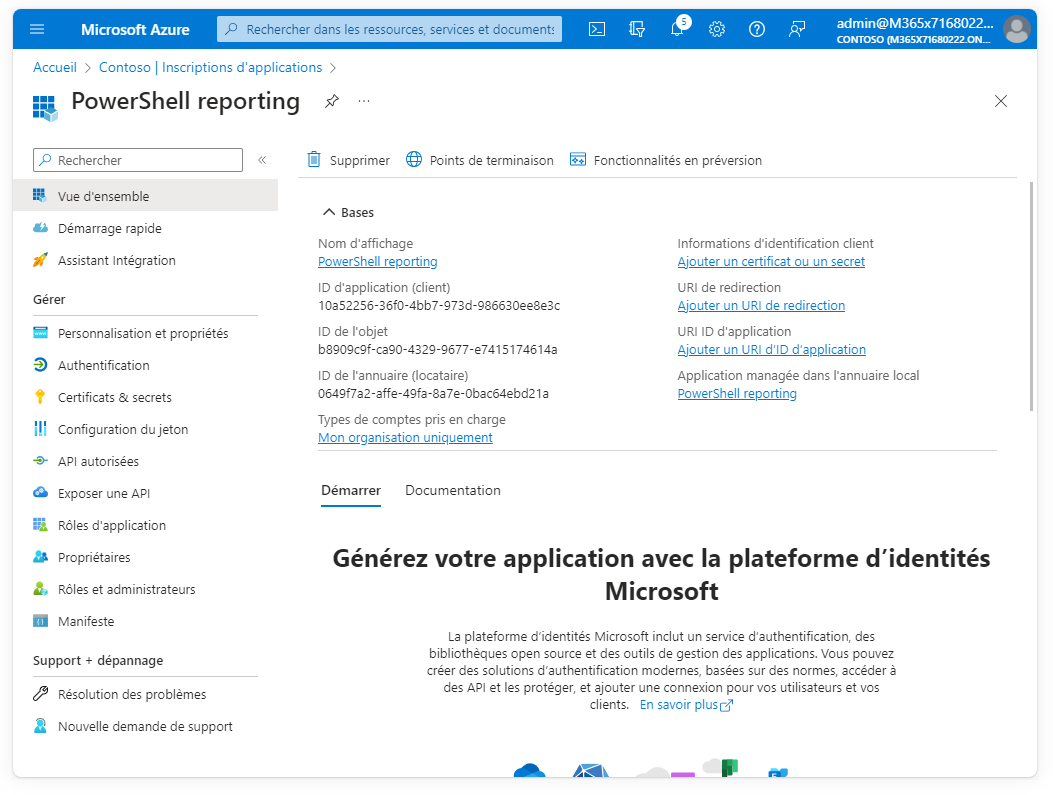 Microsoft Azure
Rechercher dans les ressources, services et documents
5
admin@M365x7168022...
CONTOSO (M365X71680222.ON...
Accueil > Contoso | Inscriptions d'applications >
PowerShell reporting
...
Rechercher
«
Supprimer
Points de terminaison
Fonctionnalités en préversion
Vue d'ensemble
Démarrage rapide
Assistant Intégration
Gérer
Personnalisation et propriétés
Authentification
Certificats & secrets
Configuration du jeton
API autorisées
Exposer une API
Rôles d'application
Propriétaires
Rôles et administrateurs
Manifeste
Support + dépannage
Résolution des problèmes
Nouvelle demande de support
Bases
Nom d'affichage
PowerShell reporting
ID d'application (client)
10a52256-36f0-4bb7-973d-986630ee8e3c
ID de l'objet
b8909c9f-ca90-4329-9677-e7415174614a
ID de l'annuaire (locataire)
0649f7a2-affe-49fa-8a7e-0bac64ebd21a
Types de comptes pris en charge
Mon organisation uniquement
Informations d'identification client
Ajouter un certificat ou un secret
URI de redirection
Ajouter un URI de redirection
URI ID d'application
Ajouter un URI d'ID d'application
Application managée dans l'annuaire local
PowerShell reporting
Démarrer
Documentation
Générez votre application avec la plateforme d'identités
Microsoft
La plateforme d'identités Microsoft inclut un service d'authentification, des
bibliothèques open source et des outils de gestion des applications. Vous pouvez
créer des solutions d'authentification modernes, basées sur des normes, accéder à
des API et les protéger, et ajouter une connexion pour vos utilisateurs et vos
clients. En savoir plus